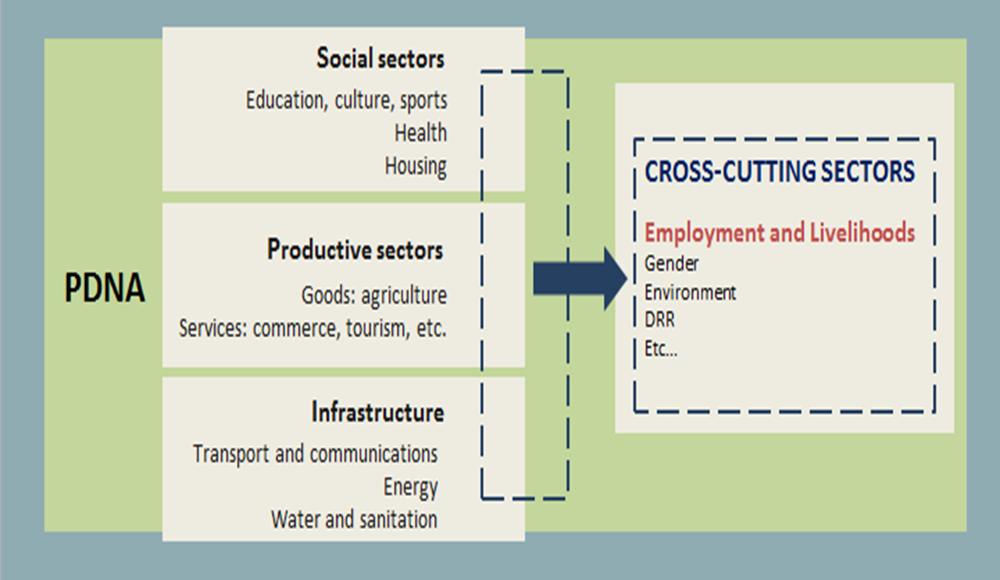 PDNA
Social sectors
Education, culture, sports
Health
Housing
Productive sectors
Goods: agriculture
Services: commerce, tourism, etc.
Infrastructure
Transport and communications
Energy
Water and sanitation
CROSS-CUTTING SECTORS
Employment and Livelihoods
Gender
Environment
DRR
Etc...